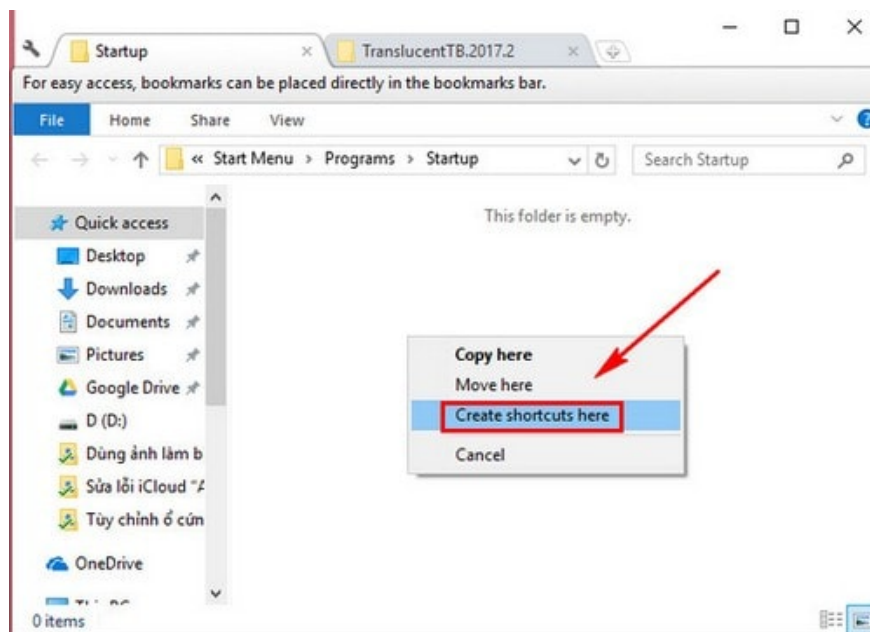 Startup
TranslucentTB.2017.2
For easy access, bookmarks can be placed directly in the bookmarks bar.
File Home Share View
« Start Menu › Programs › Startup
Search Startup
Quick access
Desktop
Downloads
Documents
Pictures
Google Drive
D (D:)
Dùng ảnh làm b
Sửa lỗi iCloud "A
Tùy chỉnh ổ cứn
OneDrive
This folder is empty.
Copy here
Move here
Create shortcuts here
Cancel
0 items